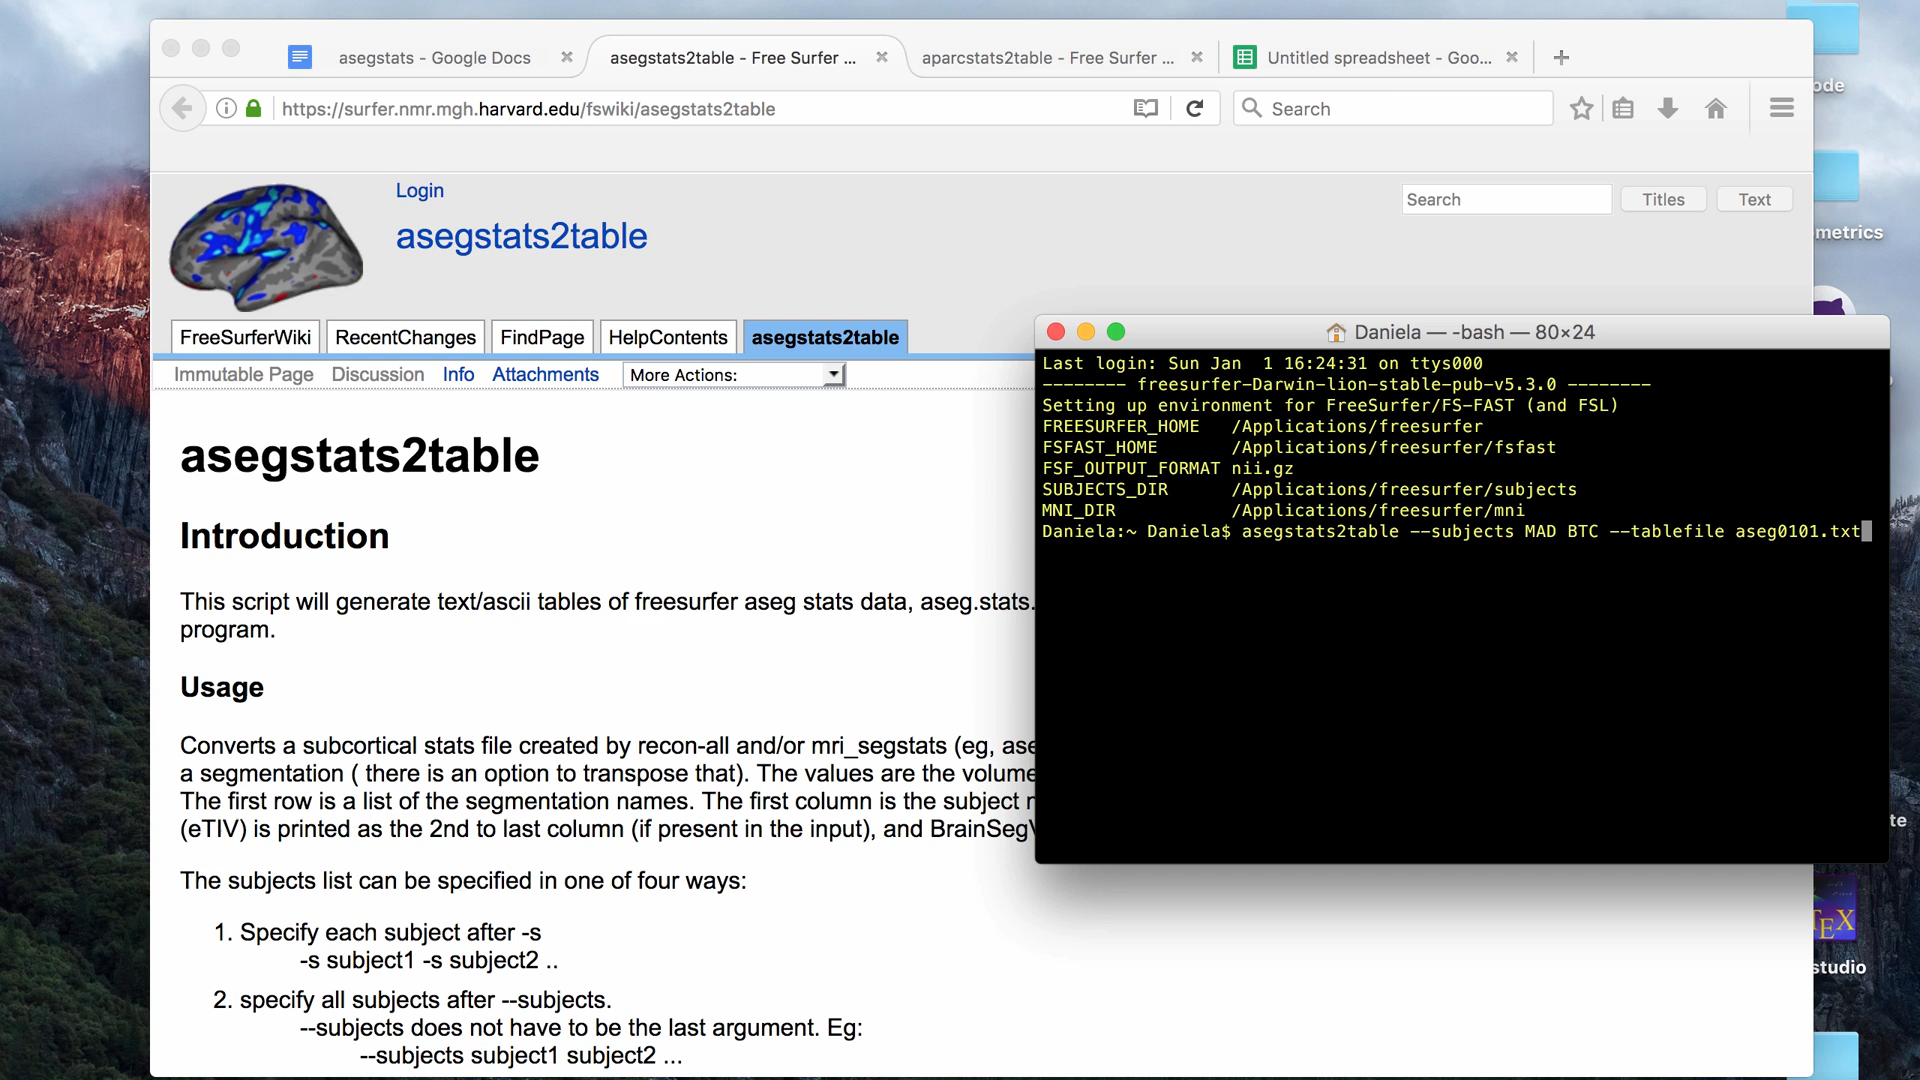 asegstats - Google Docs
asegstats2table - Free Surfer ...
aparcstats2table - Free Surfer ...
Untitled spreadsheet - Goo...
https://surfer.nmr.mgh.harvard.edu/fswiki/asegstats2table
Search
ode
Login
asegstats2table
Search
Titles
Text
metrics
FreeSurferWiki
RecentChanges
FindPage
HelpContents
asegstats2table
Immutable Page
Discussion
Info
Attachments
More Actions:
asegstats2table
Introduction
This script will generate text/ascii tables of freesurfer aseg stats data, aseg.stats.
program.
Usage
Converts a subcortical stats file created by recon-all and/or mri_segstats (eg, ase
a segmentation ( there is an option to transpose that). The values are the volume
The first row is a list of the segmentation names. The first column is the subject
(eTIV) is printed as the 2nd to last column (if present in the input), and BrainSeg
The subjects list can be specified in one of four ways:
1. Specify each subject after -s
-s subject1 -s subject2 ..
2. specify all subjects after --subjects.
--subjects does not have to be the last argument. Eg:
--subjects subject1 subject2 ...
Daniela — -bash — 80×24
Last login: Sun Jan  1 16:24:31 on ttys000
-------- freesurfer-Darwin-lion-stable-pub-v5.3.0 --------
Setting up environment for FreeSurfer/FS-FAST (and FSL)
FREESURFER_HOME   /Applications/freesurfer
FSFAST_HOME       /Applications/freesurfer/fsfast
FSF_OUTPUT_FORMAT nii.gz
SUBJECTS_DIR      /Applications/freesurfer/subjects
MNI_DIR           /Applications/freesurfer/mni
Daniela:~ Daniela$ asegstats2table --subjects MAD BTC --tablefile aseg0101.txt
te
TEX
studio